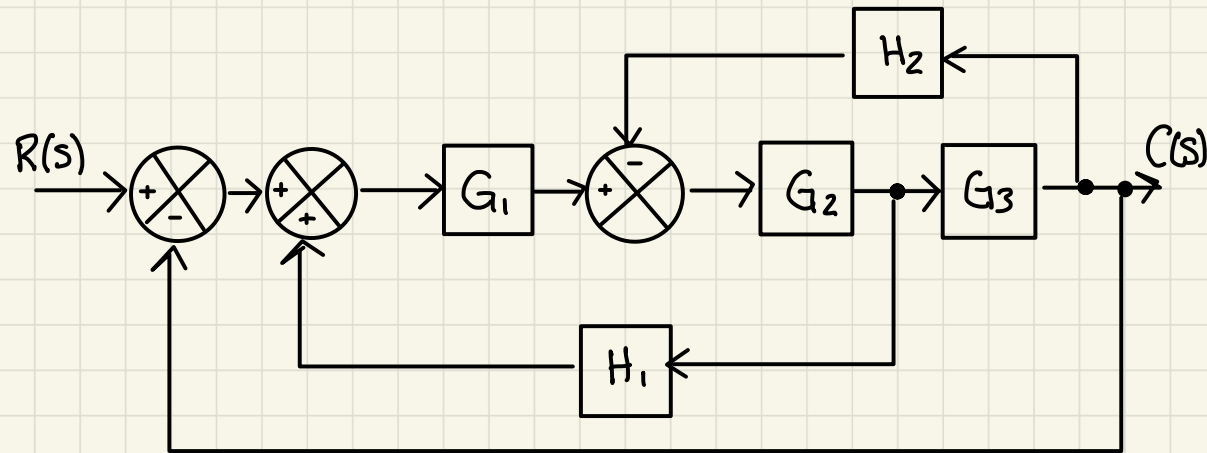 H₂
R(s)
C(s)
+
-
+
+
G₁
-
+
G₂
G₃
H₁